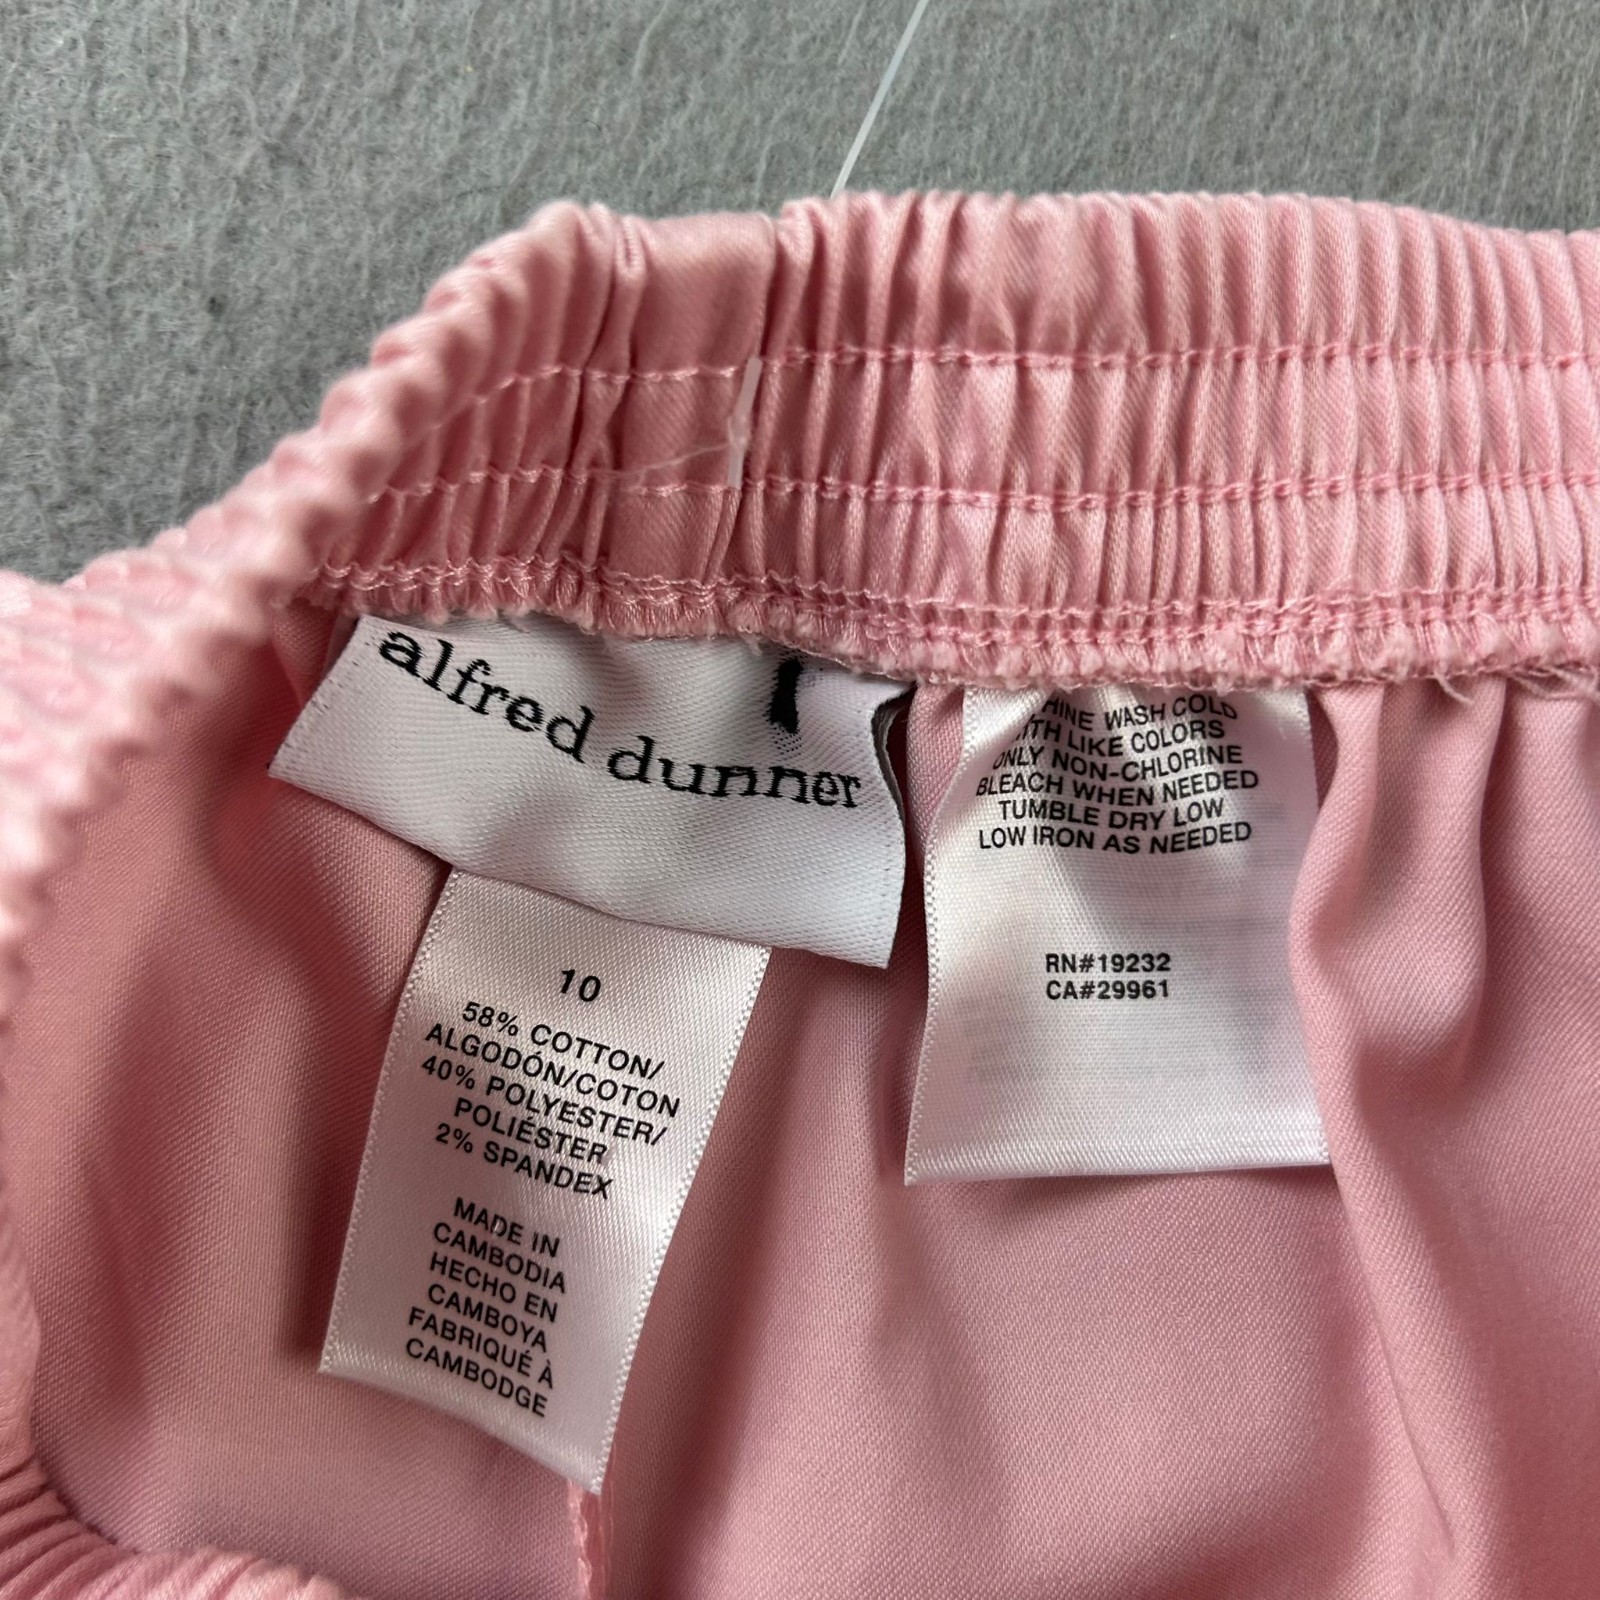 alfred dunner
10
58% COTTON/
ALGODÓN/COTON
40% POLYESTER/
POLIÉSTER
2% SPANDEX
MADE IN
CAMBODIA
HECHO EN
CAMBOYA
FABRIQUÉ À
CAMBODGE
WASH COLD
LIKE COLORS
ONLY NON-CHLORINE
BLEACH WHEN NEEDED
TUMBLE DRY LOW
LOW IRON AS NEEDED
RN#19232
CA#29961